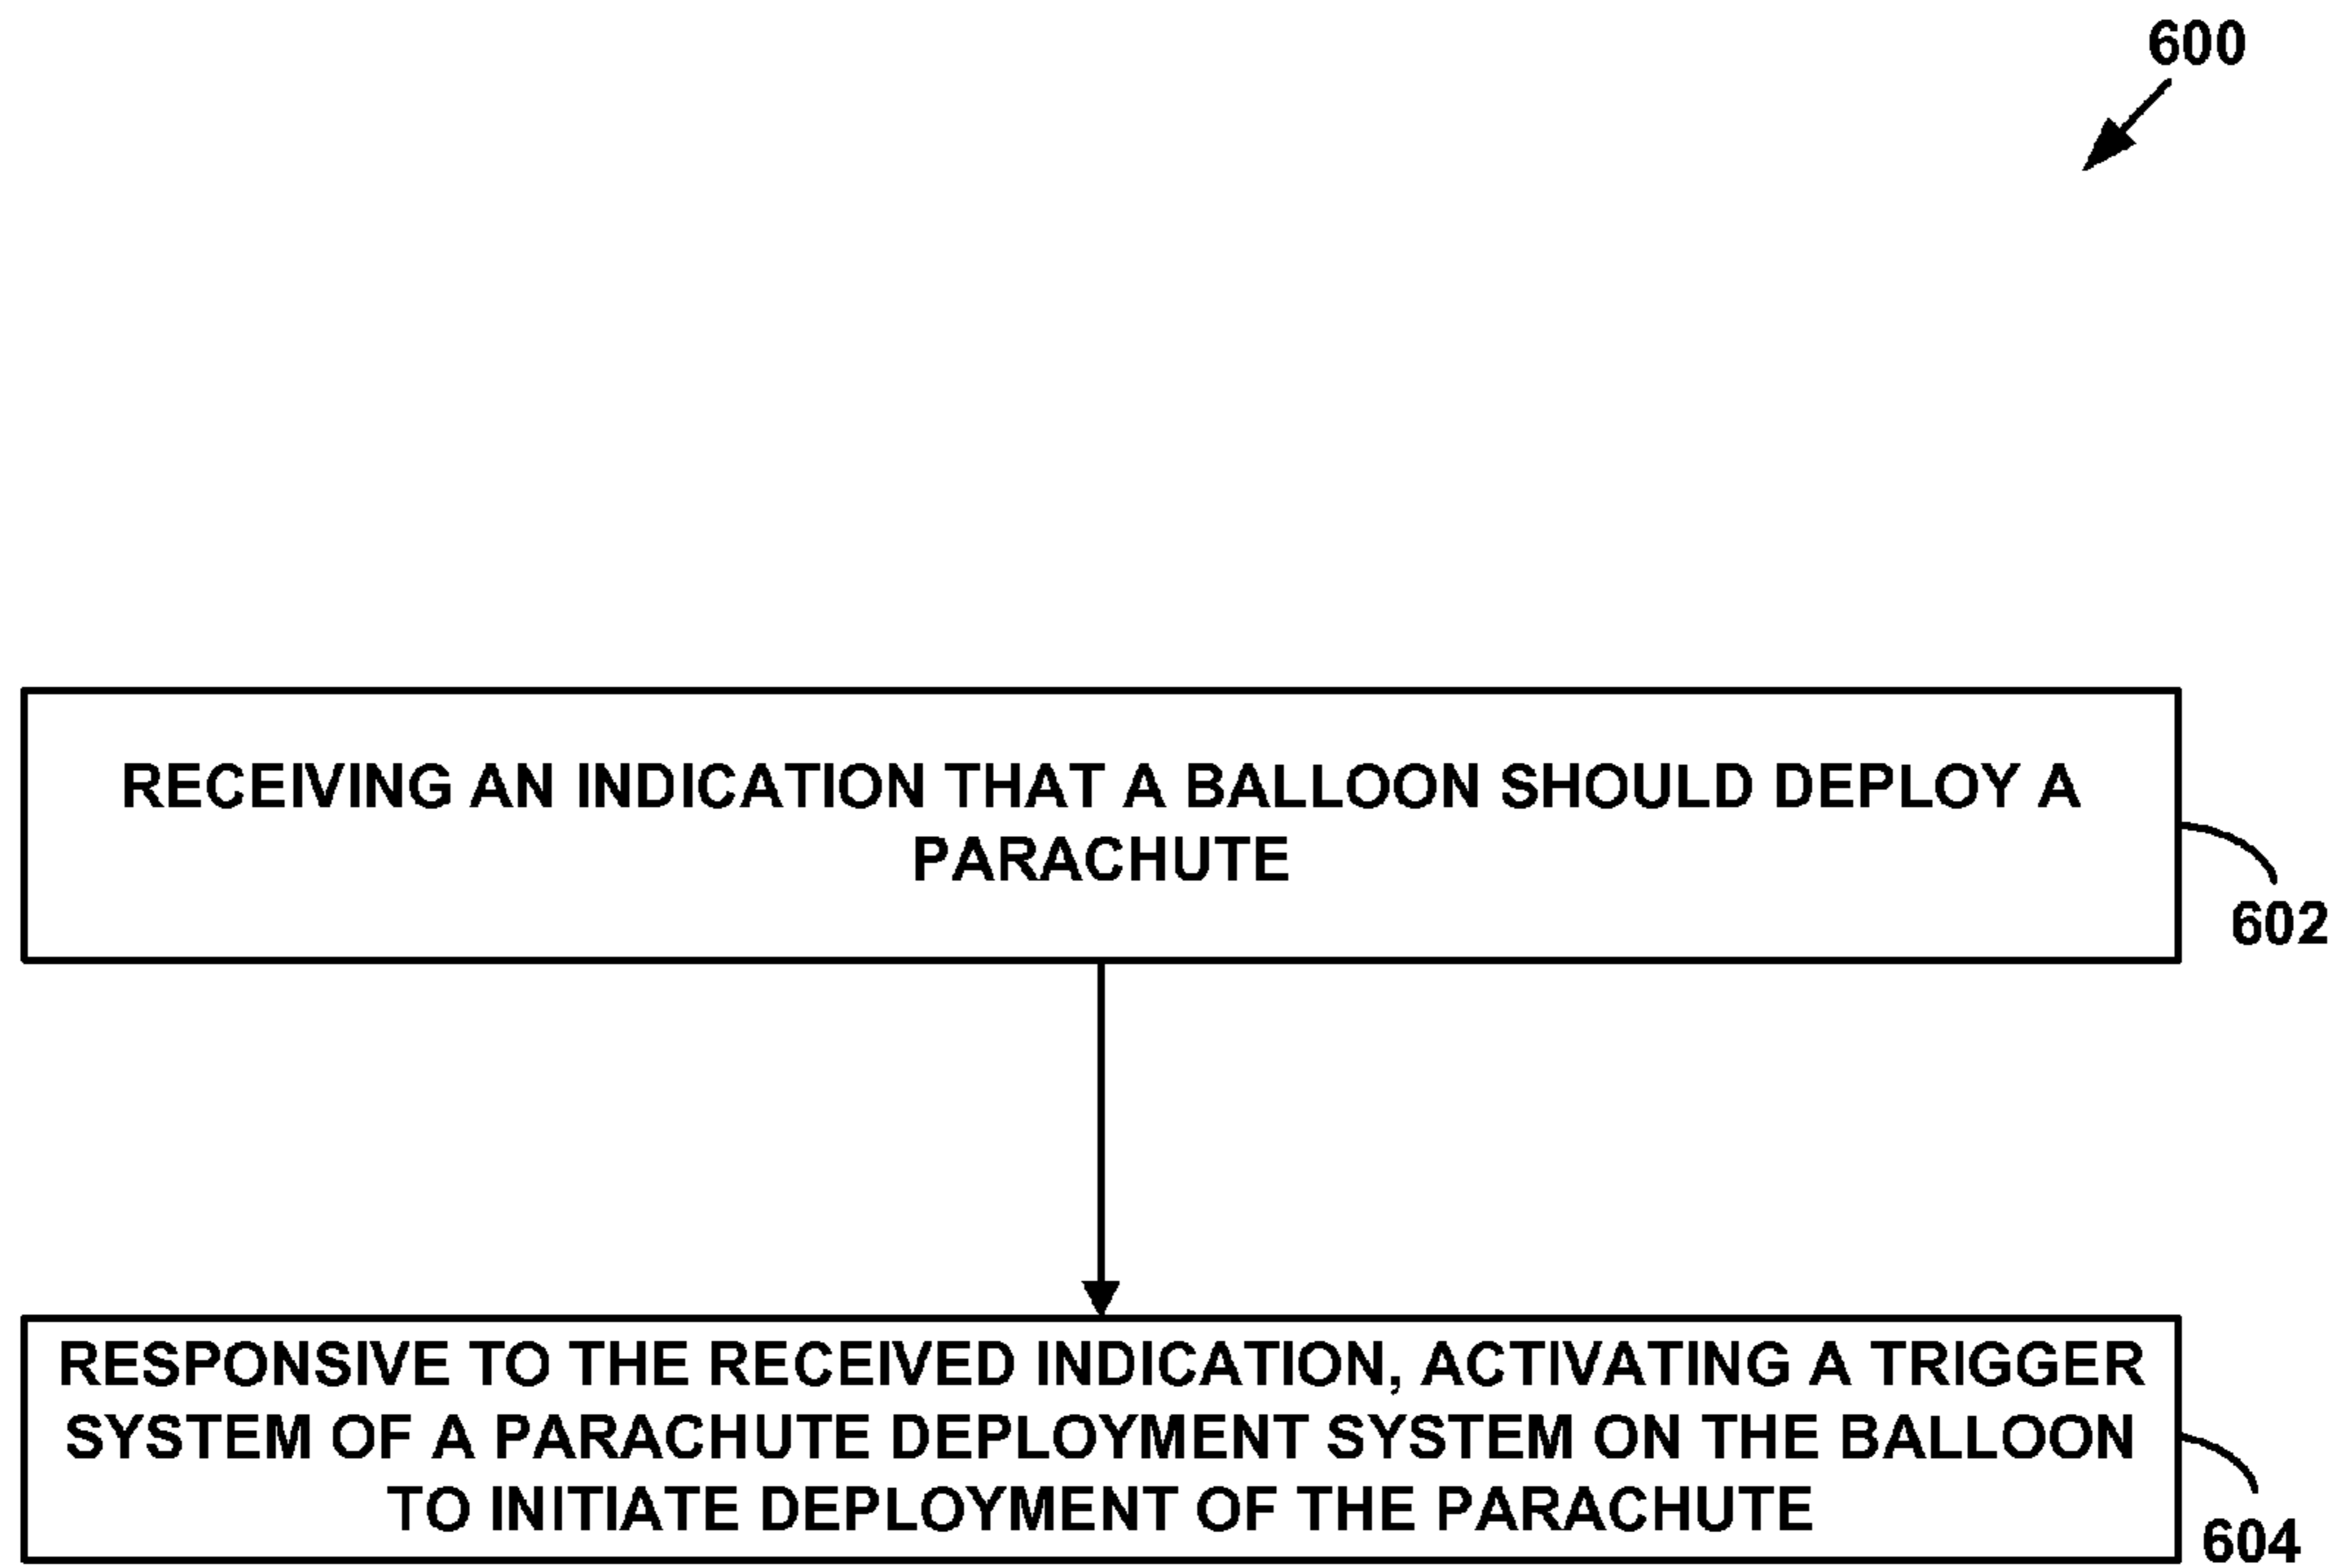 600
RECEIVING AN INDICATION THAT A BALLOON SHOULD DEPLOY A
PARACHUTE
602
RESPONSIVE TO THE RECEIVED INDICATION, ACTIVATING A TRIGGER
SYSTEM OF A PARACHUTE DEPLOYMENT SYSTEM ON THE BALLOON
TO INITIATE DEPLOYMENT OF THE PARACHUTE
604